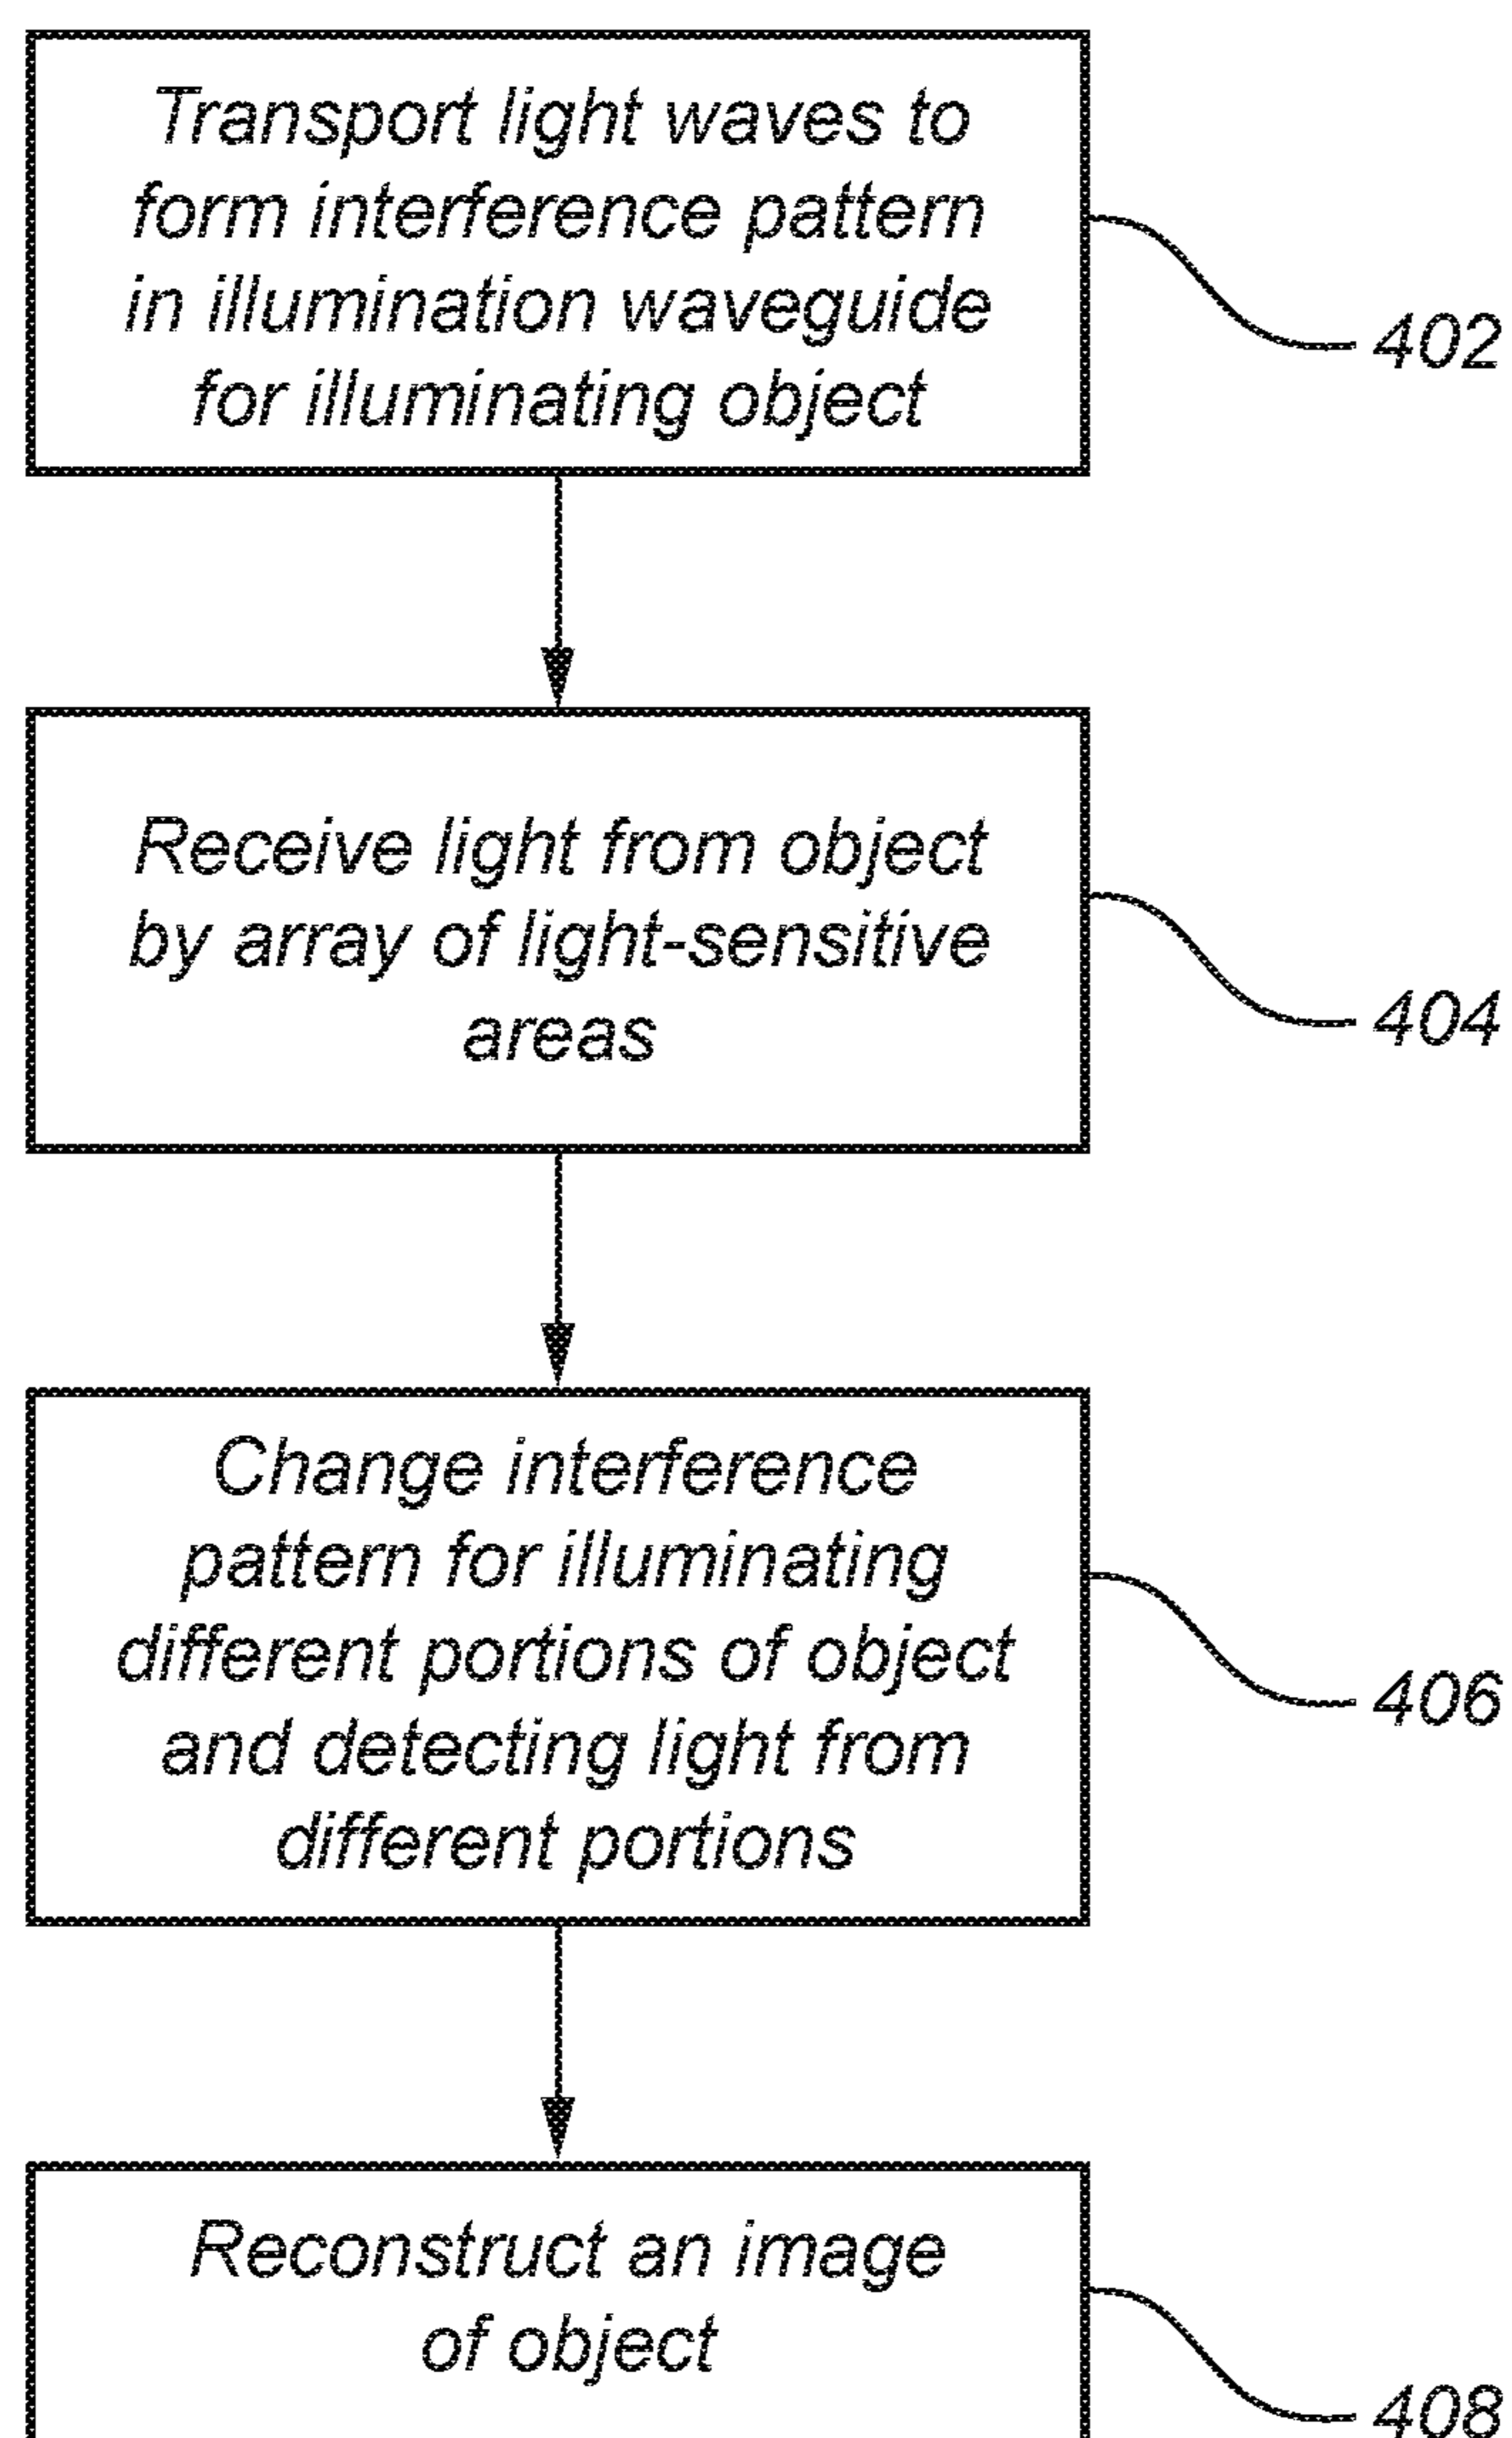 Transport light waves to
form interference pattern
in illumination waveguide
for illuminating object
402
Receive light from object
by array of light-sensitive
areas
404
Change interference
pattern for illuminating
different portions of object
and detecting light from
different portions
406
Reconstruct an image
of object
408